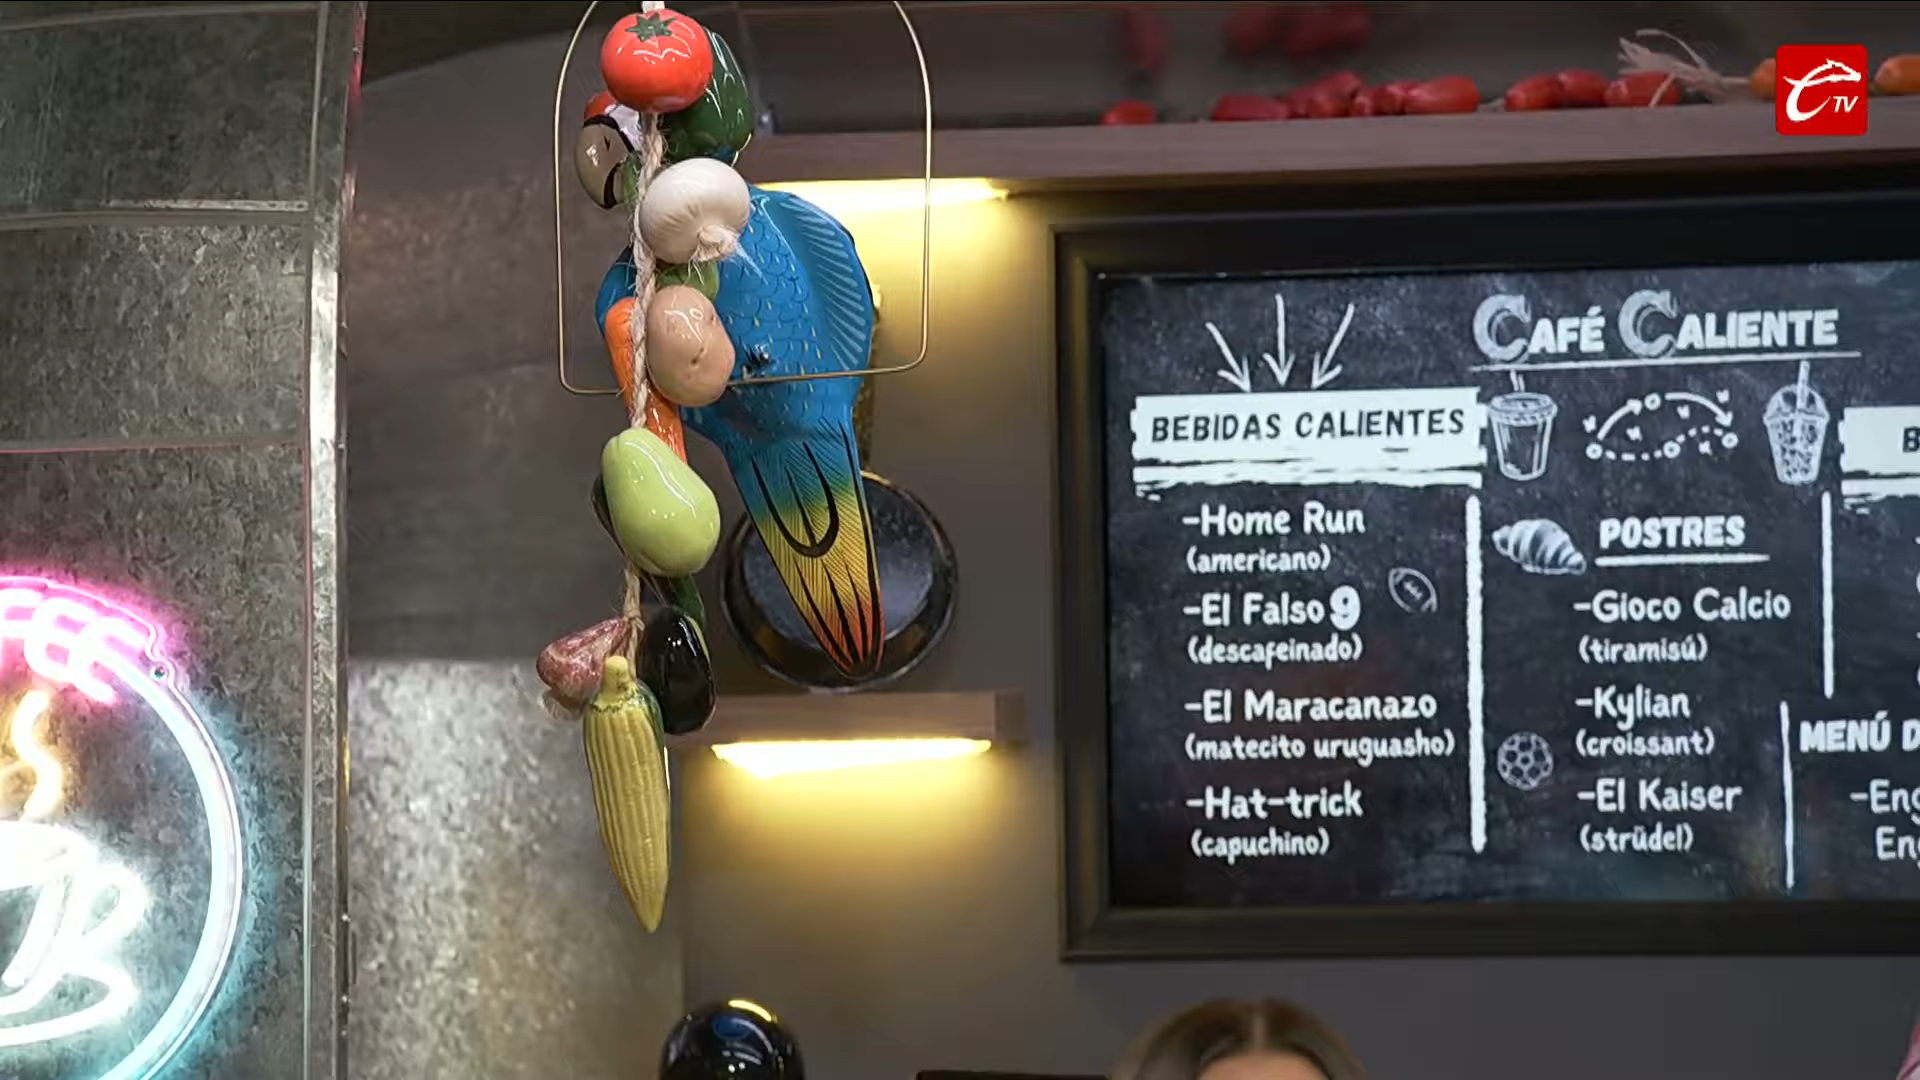 TV
CAFÉ CALIENTE
BEBIDAS CALIENTES
-Home Run
(americano)
-El Falso 9
(descafeinado)
-El Maracanazo
(matecito uruguasho)
-Hat-trick
(capuchino)
POSTRES
-Gioco Calcio
(tiramisú)
-Kylian
(croissant)
-El Kaiser
(strüdel)
MENÚ